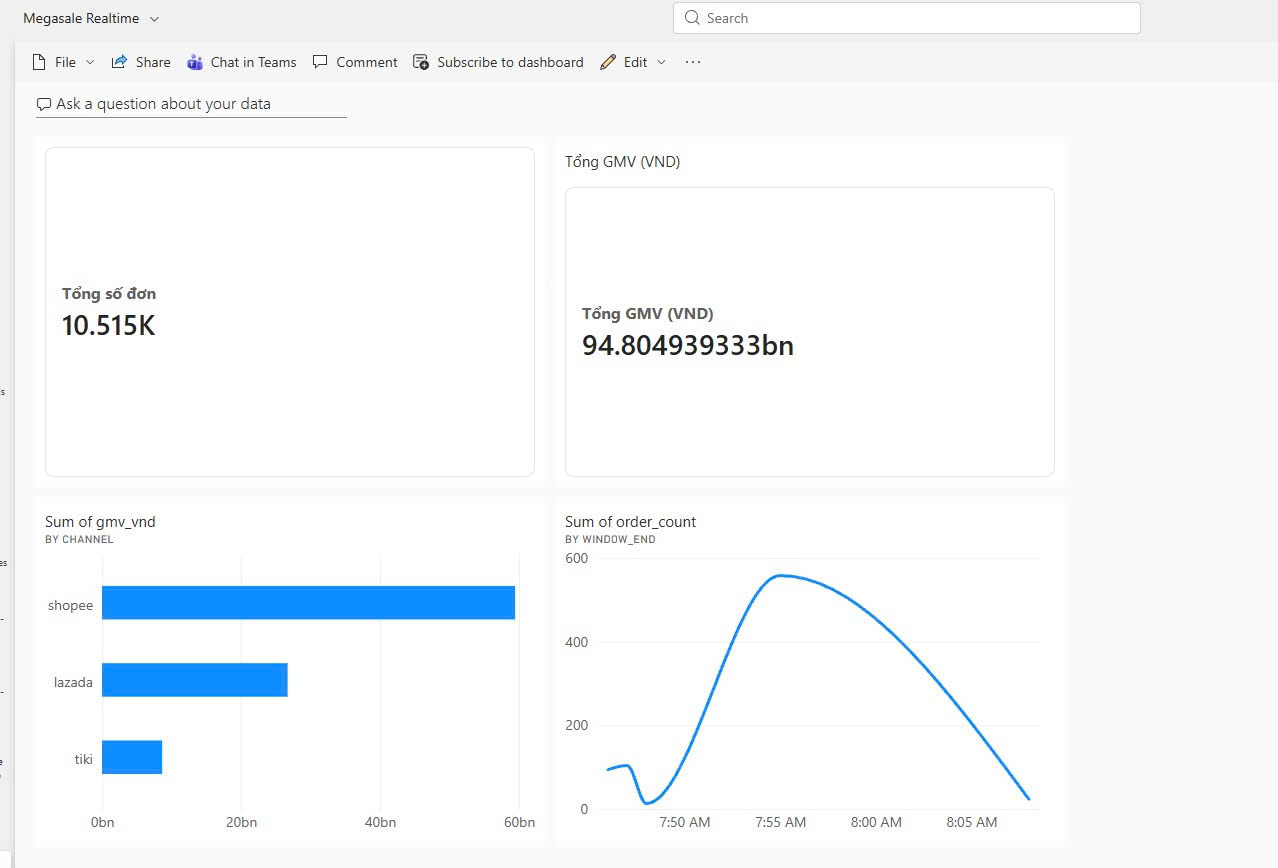 Megasale Realtime
Search
File Share Chat in Teams Comment Subscribe to dashboard Edit ...
Ask a question about your data
Tổng số đơn
10.515K
Tổng GMV (VND)
Tổng GMV (VND)
94.804939333bn
Sum of gmv_vnd
BY CHANNEL
shopee
lazada
tiki
0bn 20bn 40bn 60bn
Sum of order_count
BY WINDOW_END
600
400
200
0
7:50 AM 7:55 AM 8:00 AM 8:05 AM